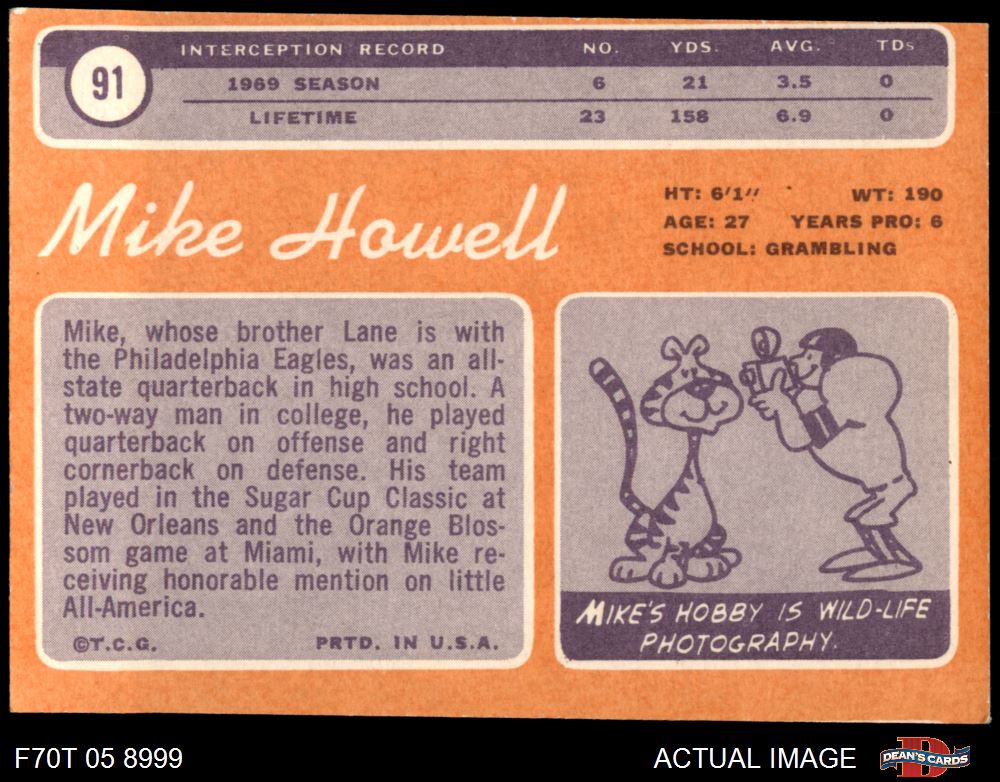 91
INTERCEPTION RECORD NO. YDS. AVG. TDs
1969 SEASON 6 21 3.5 0
LIFETIME 23 158 6.9 0
Mike Howell
HT: 6'1" WT: 190
AGE: 27 YEARS PRO: 6
SCHOOL: GRAMBLING
Mike, whose brother Lane is with
the Philadelphia Eagles, was an all-
state quarterback in high school. A
two-way man in college, he played
quarterback on offense and right
cornerback on defense. His team
played in the Sugar Cup Classic at
New Orleans and the Orange Blos-
som game at Miami, with Mike re-
ceiving honorable mention on little
All-America.
©T.C.G. PRTD. IN U.S.A.
MIKE'S HOBBY IS WILD-LIFE
PHOTOGRAPHY.
F70T 05 8999
ACTUAL IMAGE
DEAN'S CARDS